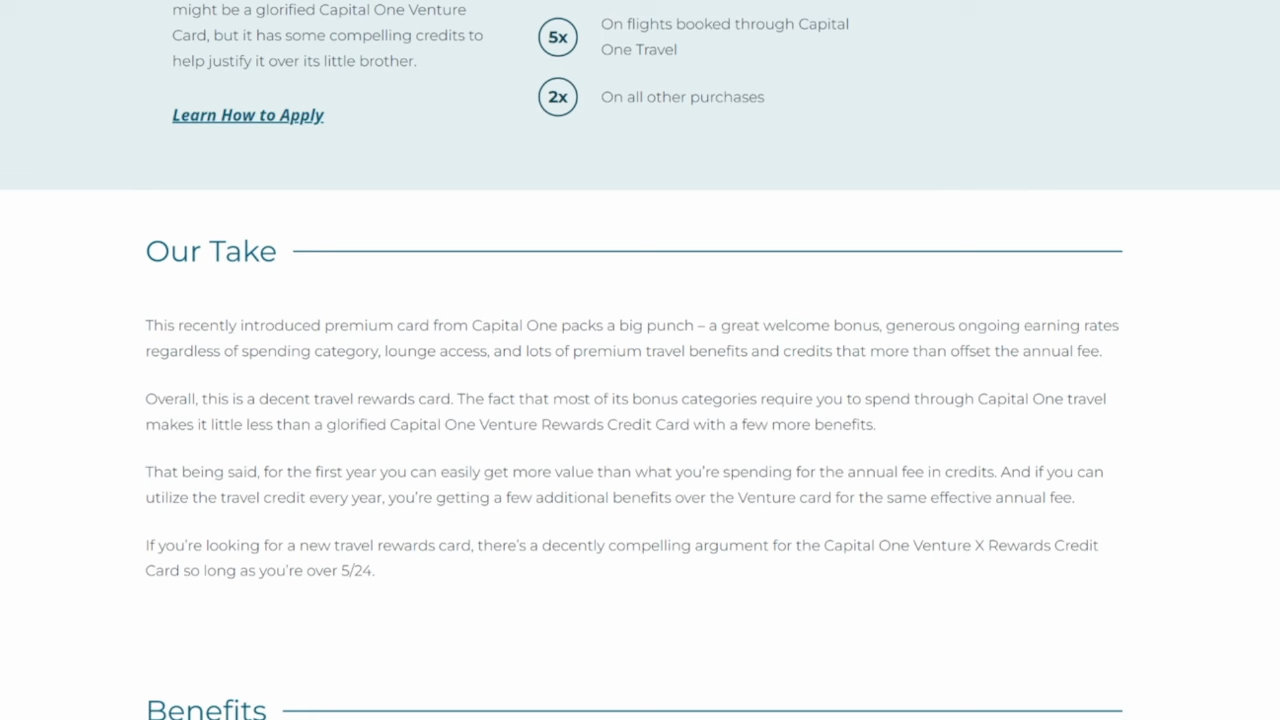 might be a glorified Capital One Venture
Card, but it has some compelling credits to
help justify it over its little brother.
Learn How to Apply
5x
On flights booked through Capital
One Travel
2x
On all other purchases
Our Take
This recently introduced premium card from Capital One packs a big punch – a great welcome bonus, generous ongoing earning rates
regardless of spending category, lounge access, and lots of premium travel benefits and credits that more than offset the annual fee.
Overall, this is a decent travel rewards card. The fact that most of its bonus categories require you to spend through Capital One travel
makes it little less than a glorified Capital One Venture Rewards Credit Card with a few more benefits.
That being said, for the first year you can easily get more value than what you’re spending for the annual fee in credits. And if you can
utilize the travel credit every year, you’re getting a few additional benefits over the Venture card for the same effective annual fee.
If you’re looking for a new travel rewards card, there’s a decently compelling argument for the Capital One Venture X Rewards Credit
Card so long as you’re over 5/24.
Benefits